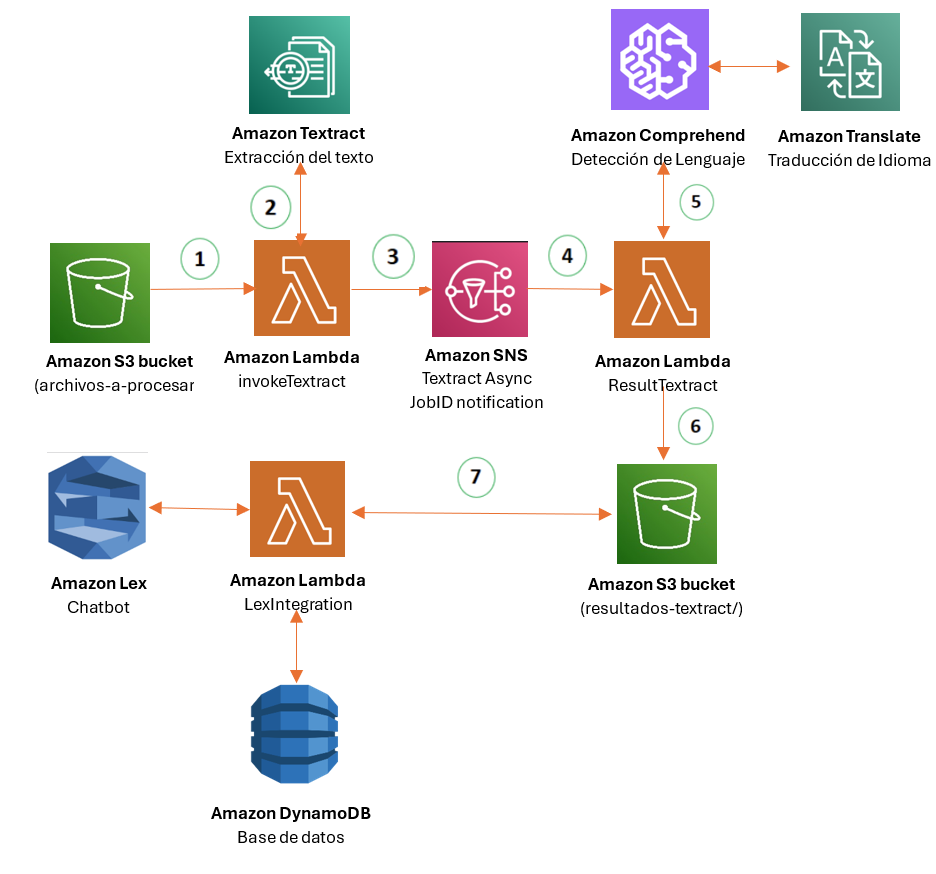 Amazon Textract
Extracción del texto
Amazon Comprehend
Detección de Lenguaje
A
文
Amazon Translate
Traducción de Idioma
T
2
5
1
3
4
Amazon S3 bucket
(archivos-a-procesar
Amazon Lambda
invokeTextract
Amazon SNS
Textract Async
JobID notification
Amazon Lambda
ResultTextract
6
7
Amazon Lex
Chatbot
Amazon Lambda
LexIntegration
Amazon S3 bucket
(resultados-textract/)
Amazon DynamoDB
Base de datos